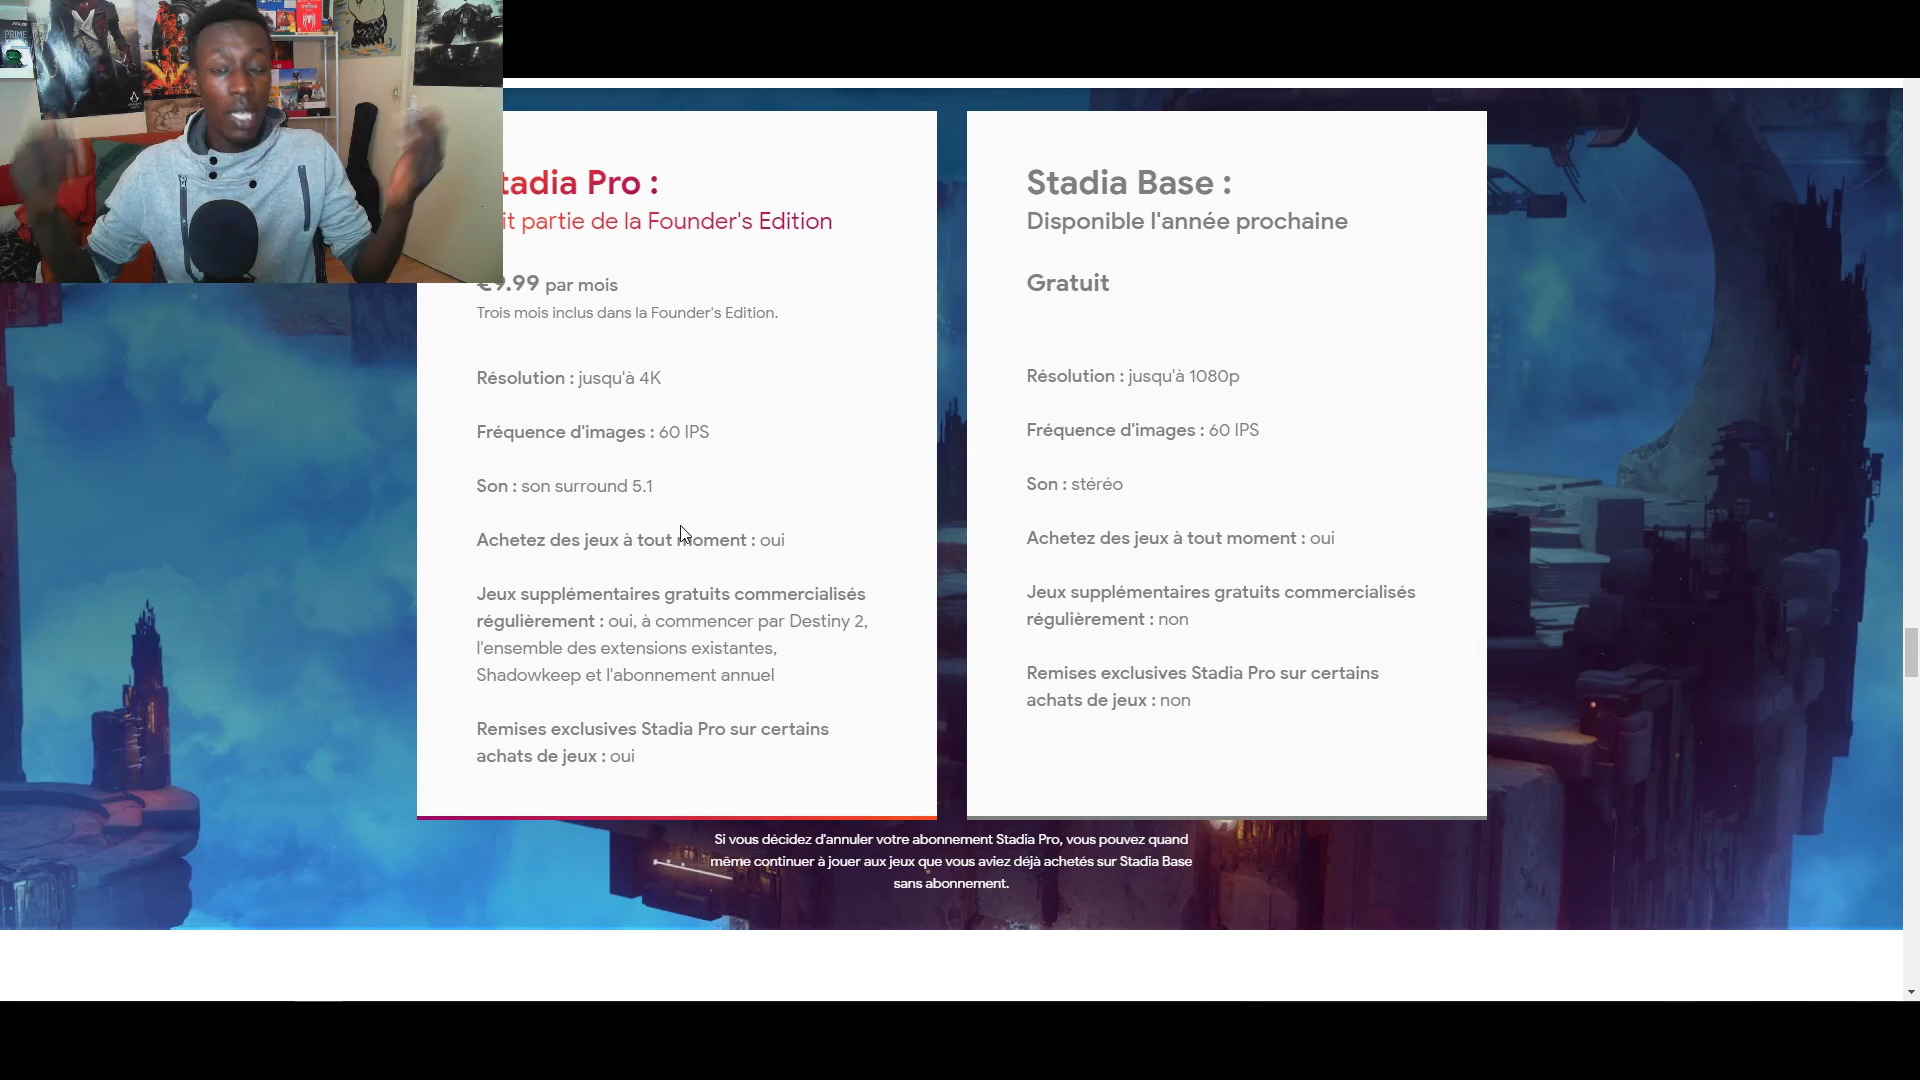 PRIME
tadia Pro :
it partie de la Founder's Edition
€9.99 par mois
Trois mois inclus dans la Founder's Edition.
Résolution : jusqu'à 4K
Fréquence d'images : 60 IPS
Son : son surround 5.1
Achetez des jeux à tout moment : oui
Jeux supplémentaires gratuits commercialisés
régulièrement : oui, à commencer par Destiny 2,
l'ensemble des extensions existantes,
Shadowkeep et l'abonnement annuel
Remises exclusives Stadia Pro sur certains
achats de jeux : oui
Stadia Base :
Disponible l'année prochaine
Gratuit
Résolution : jusqu'à 1080p
Fréquence d'images : 60 IPS
Son : stéréo
Achetez des jeux à tout moment : oui
Jeux supplémentaires gratuits commercialisés
régulièrement : non
Remises exclusives Stadia Pro sur certains
achats de jeux : non
Si vous décidez d'annuler votre abonnement Stadia Pro, vous pouvez quand
même continuer à jouer aux jeux que vous aviez déjà achetés sur Stadia Base
sans abonnement.